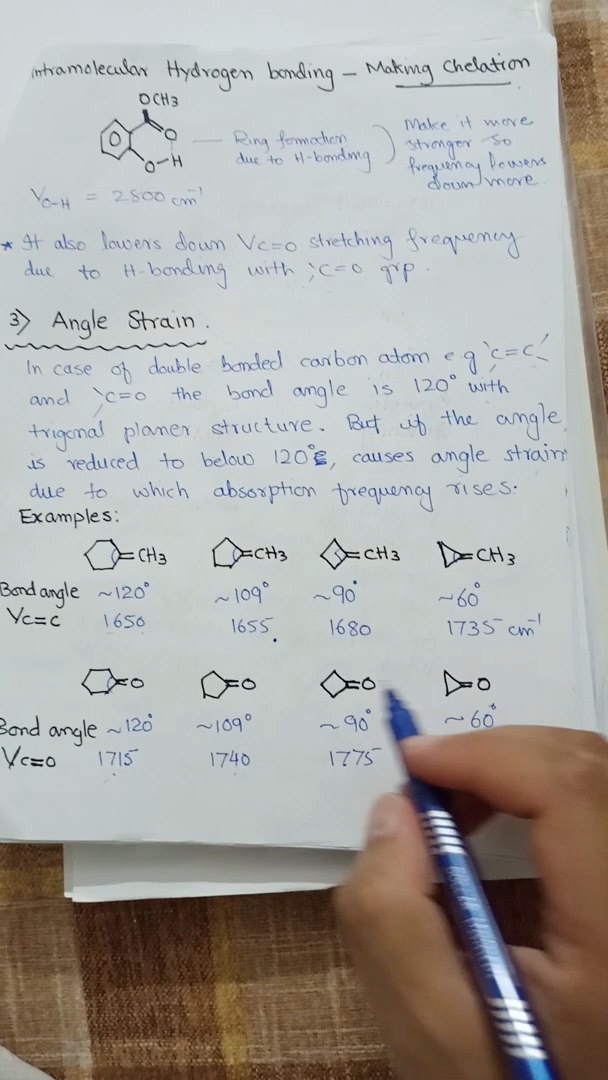 Intramolecular Hydrogen bonding – Making Chelation
OCH3
O
O–H
Ring formation due to H-bonding
Make it more stronger so frequency lowers down more.
νO-H = 2800 cm⁻¹
* It also lowers down νc=o stretching frequency
due to H-bonding with >c=o grp.
3) Angle Strain.
In case of double bonded carbon atom e.g >c=c<
and >c=o the bond angle is 120° with
trigonal planer structure. But if the angle
is reduced to below 120°, causes angle strain
due to which absorption frequency rises.
Examples:
=CH3 =CH3 =CH3 =CH3
Bond angle ~120° ~109° ~90° ~60°
νc=c 1650 1655. 1680 1735 cm⁻¹
=O =O =O =O
Bond angle ~120° ~109° ~90° ~60°
νc=o 1715 1740 1775